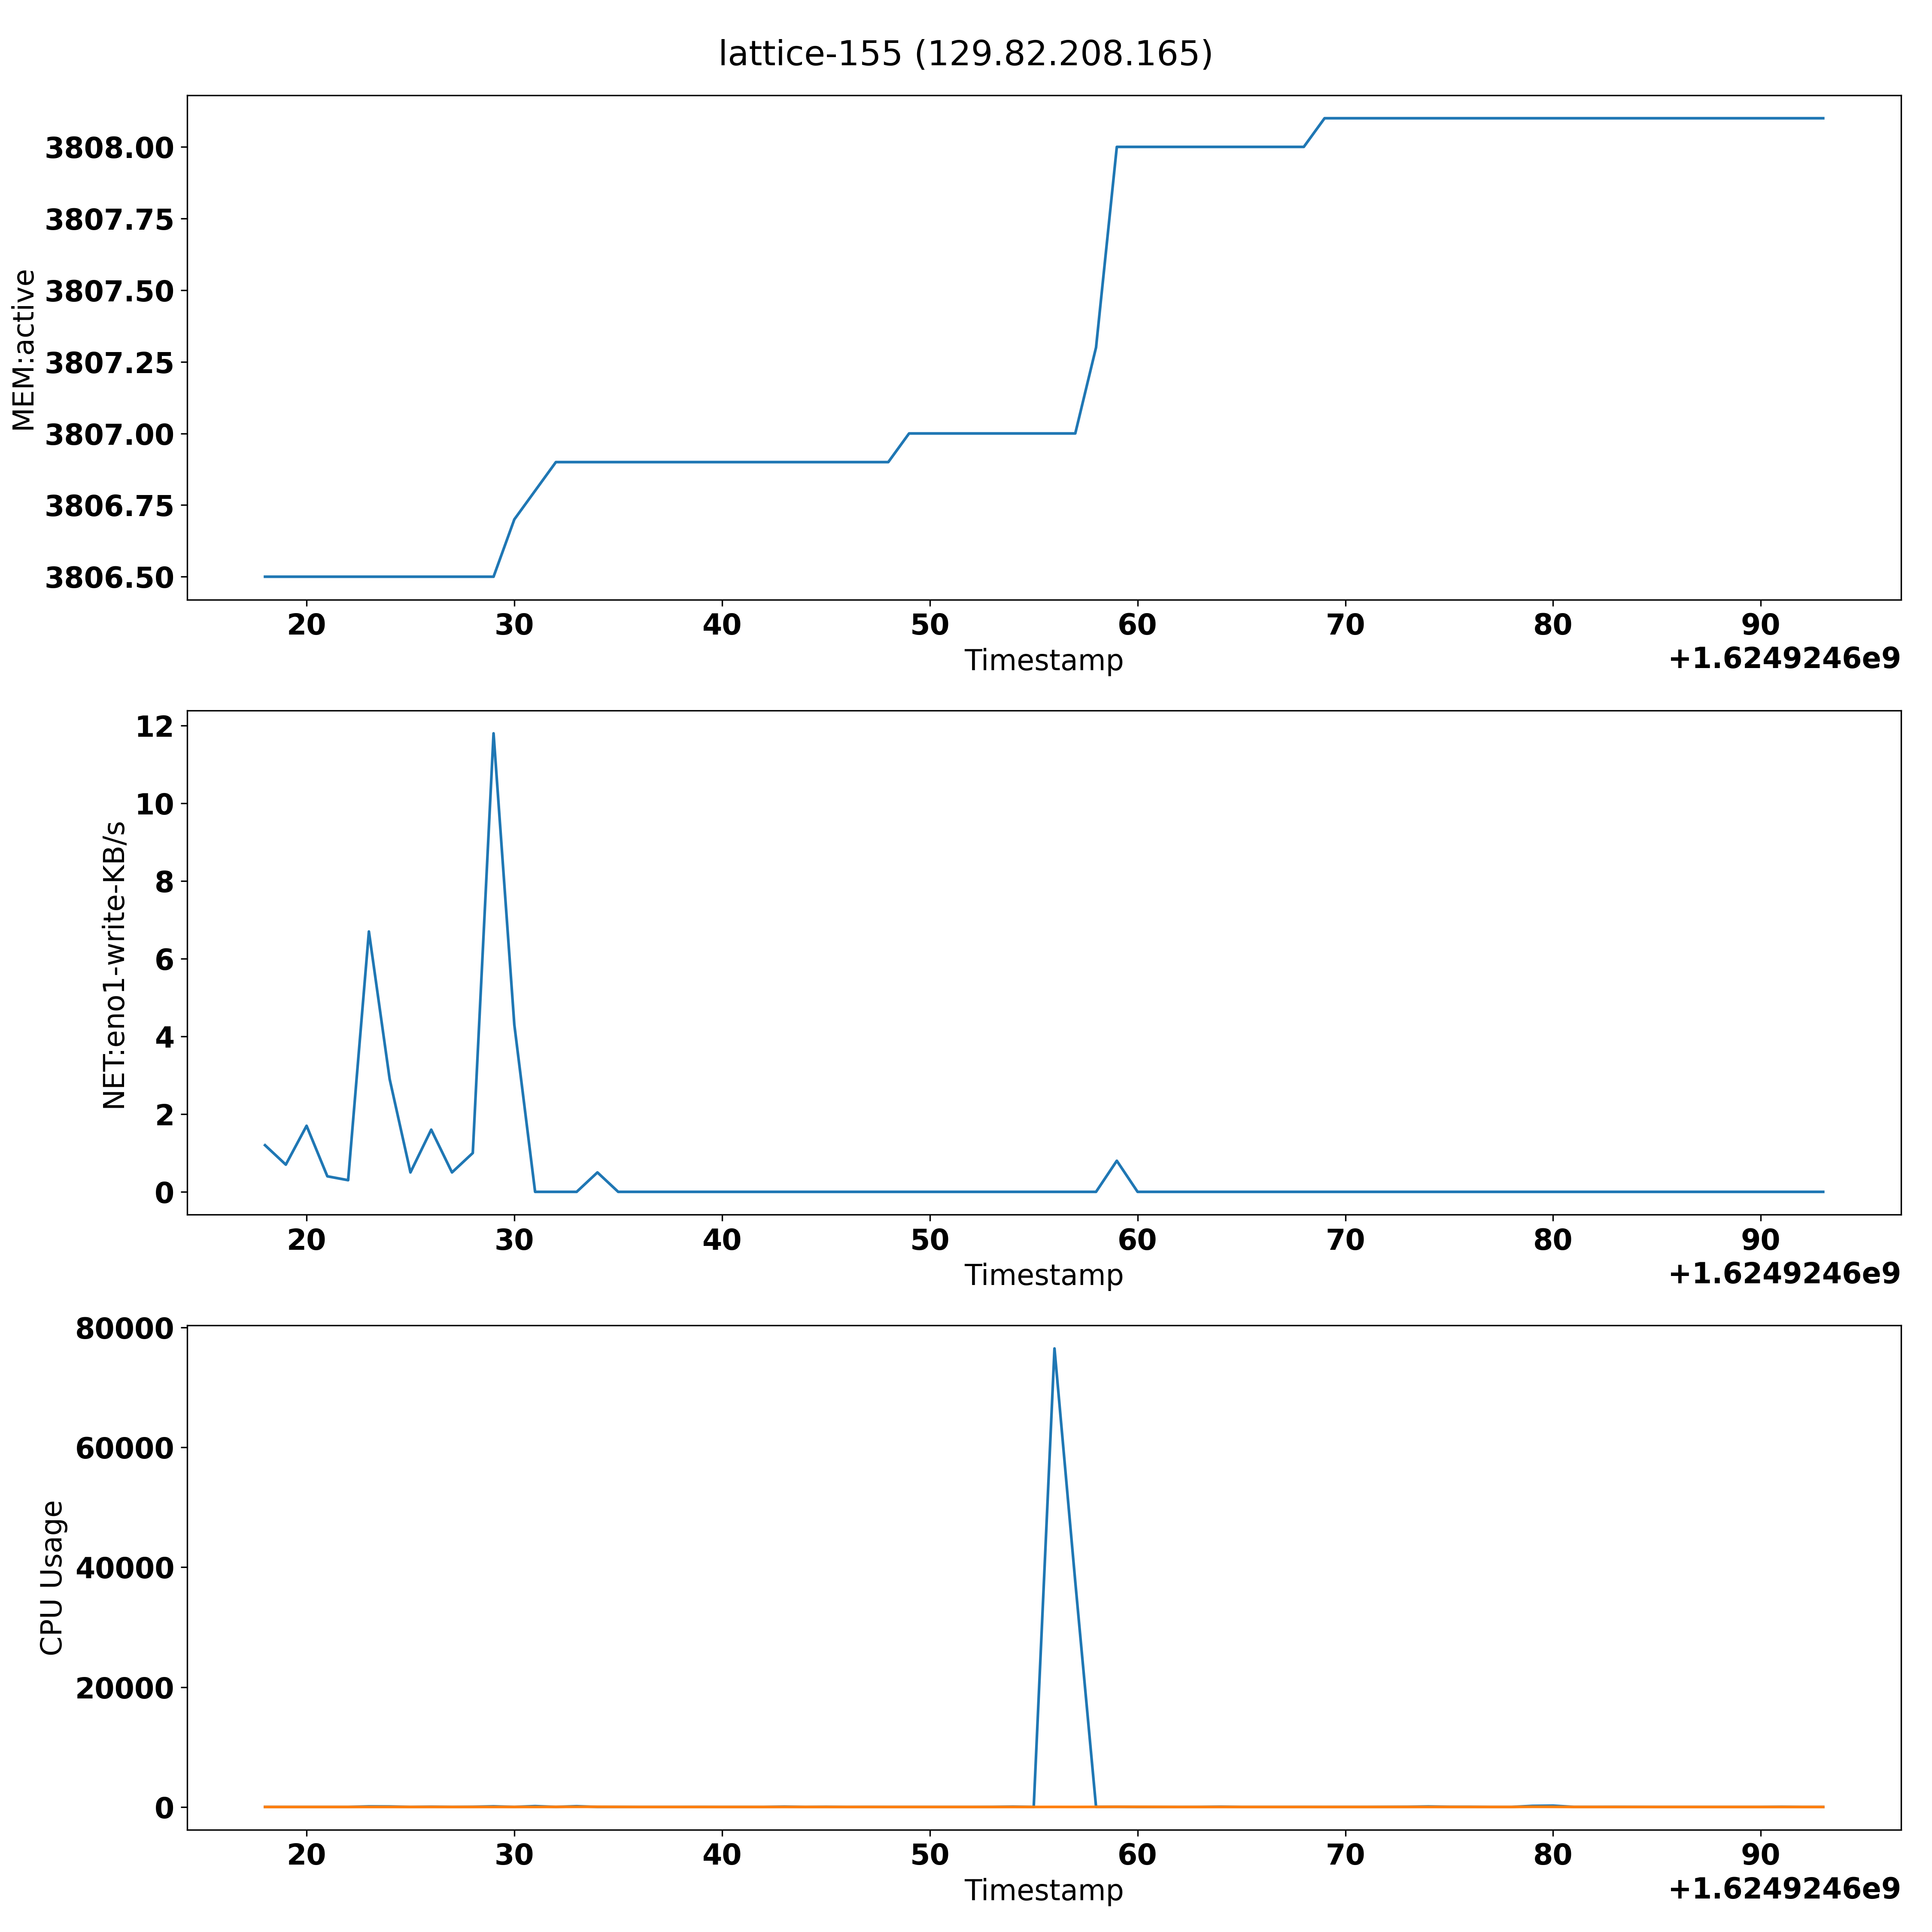 lattice-155 (129.82.208.165)
3808.00
3807.75
3807.50
3807.25
3807.00
3806.75
3806.50
MEM:active
20 30 40 50 60 70 80 90
Timestamp
+1.6249246e9
12
10
8
6
4
2
0
NET:eno1-write-KB/s
20 30 40 50 60 70 80 90
Timestamp
+1.6249246e9
80000
60000
40000
20000
0
CPU Usage
20 30 40 50 60 70 80 90
Timestamp
+1.6249246e9